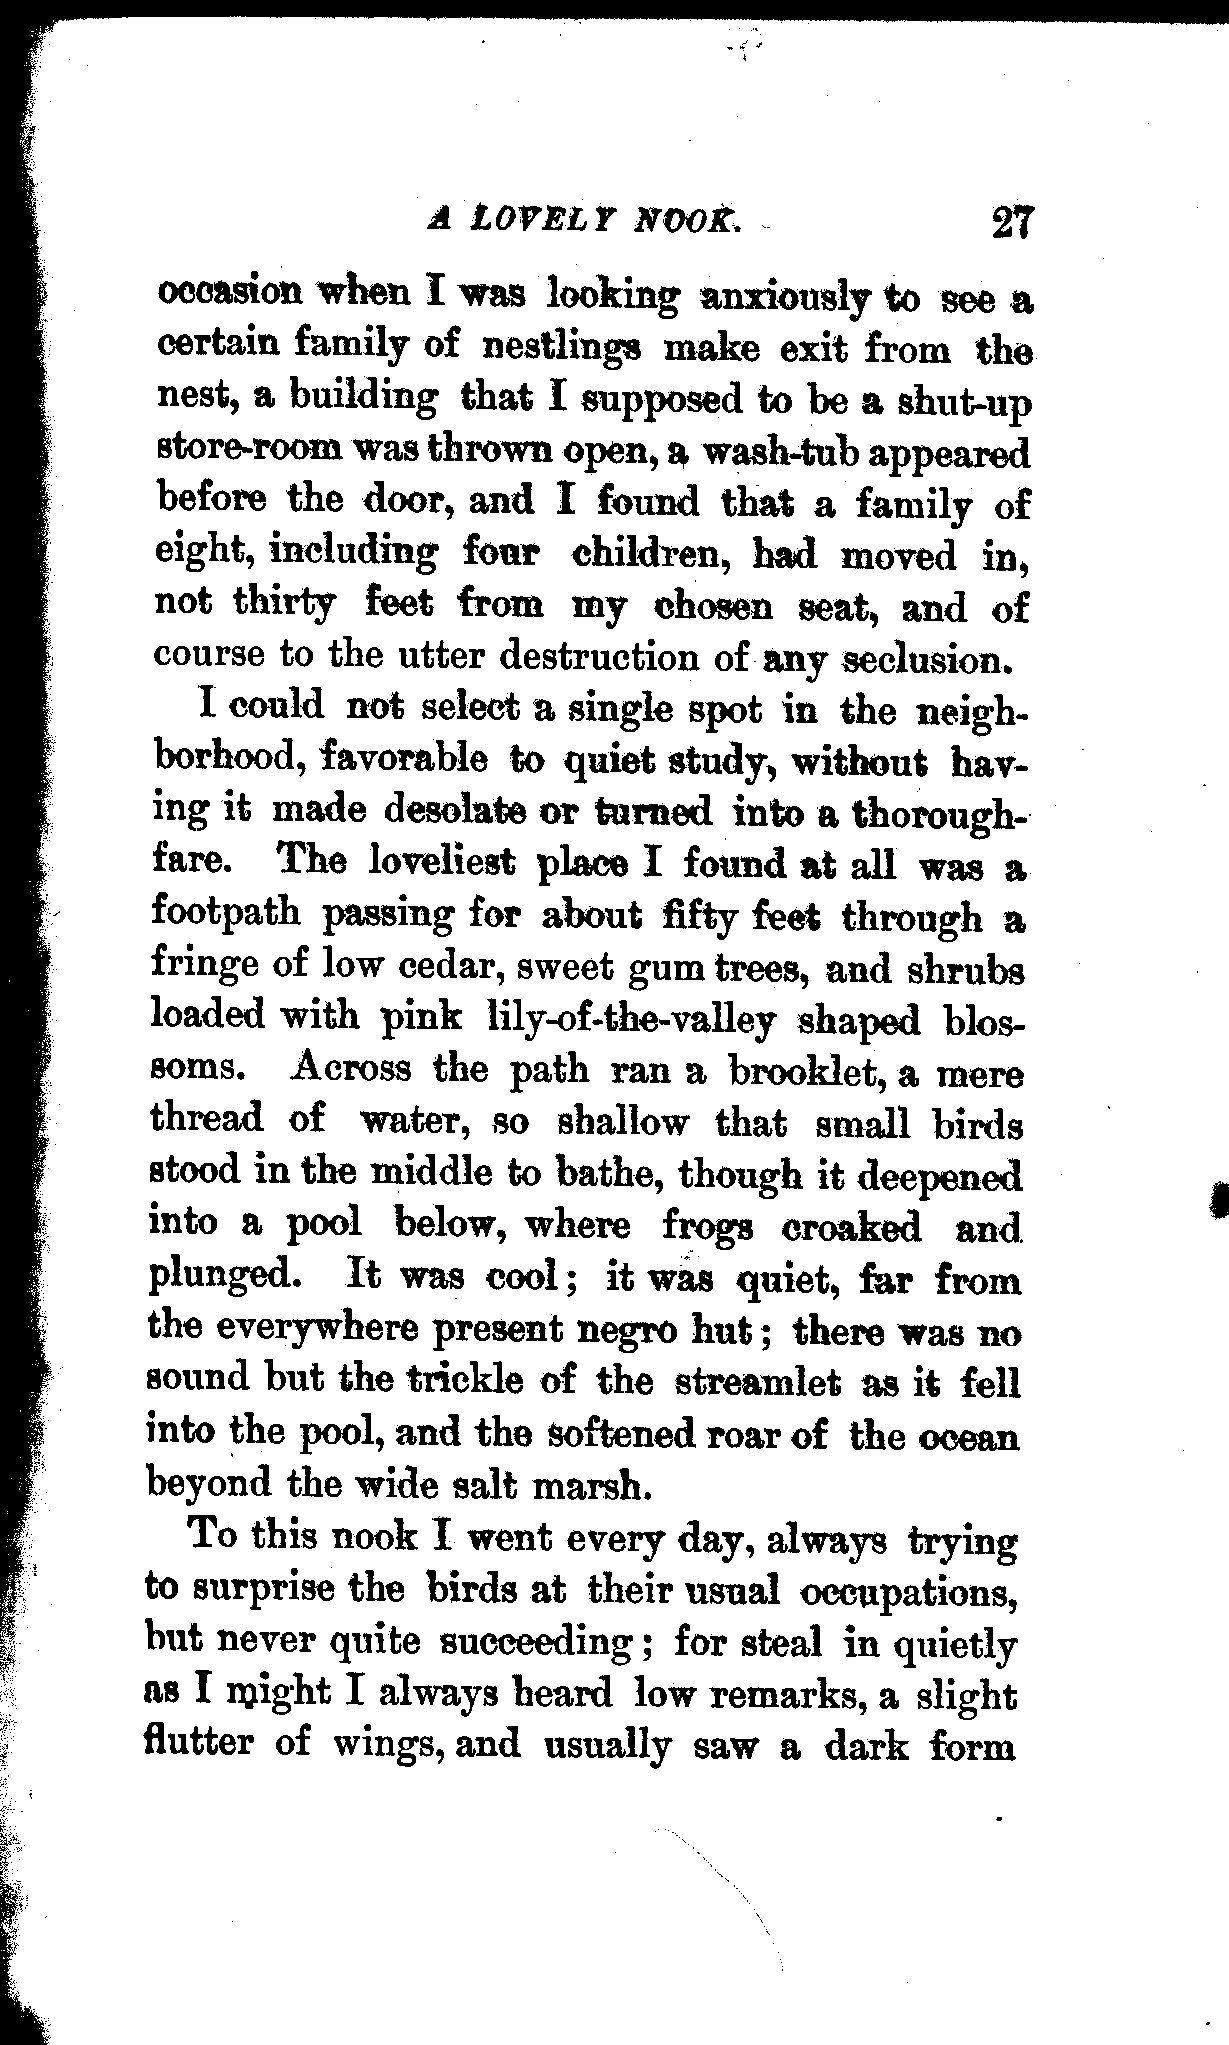 A LOVELY NOOK. 27
occasion when I was looking anxiously to see a
certain family of nestlings make exit from the
nest, a building that I supposed to be a shut-up
store-room was thrown open, a wash-tub appeared
before the door, and I found that a family of
eight, including four children, had moved in,
not thirty feet from my chosen seat, and of
course to the utter destruction of any seclusion.
I could not select a single spot in the neigh-
borhood, favorable to quiet study, without hav-
ing it made desolate or turned into a thorough-
fare. The loveliest place I found at all was a
footpath passing for about fifty feet through a
fringe of low cedar, sweet gum trees, and shrubs
loaded with pink lily-of-the-valley shaped blos-
soms. Across the path ran a brooklet, a mere
thread of water, so shallow that small birds
stood in the middle to bathe, though it deepened
into a pool below, where frogs croaked and
plunged. It was cool; it was quiet, far from
the everywhere present negro hut; there was no
sound but the trickle of the streamlet as it fell
into the pool, and the softened roar of the ocean
beyond the wide salt marsh.
To this nook I went every day, always trying
to surprise the birds at their usual occupations,
but never quite succeeding; for steal in quietly
as I might I always heard low remarks, a slight
flutter of wings, and usually saw a dark form